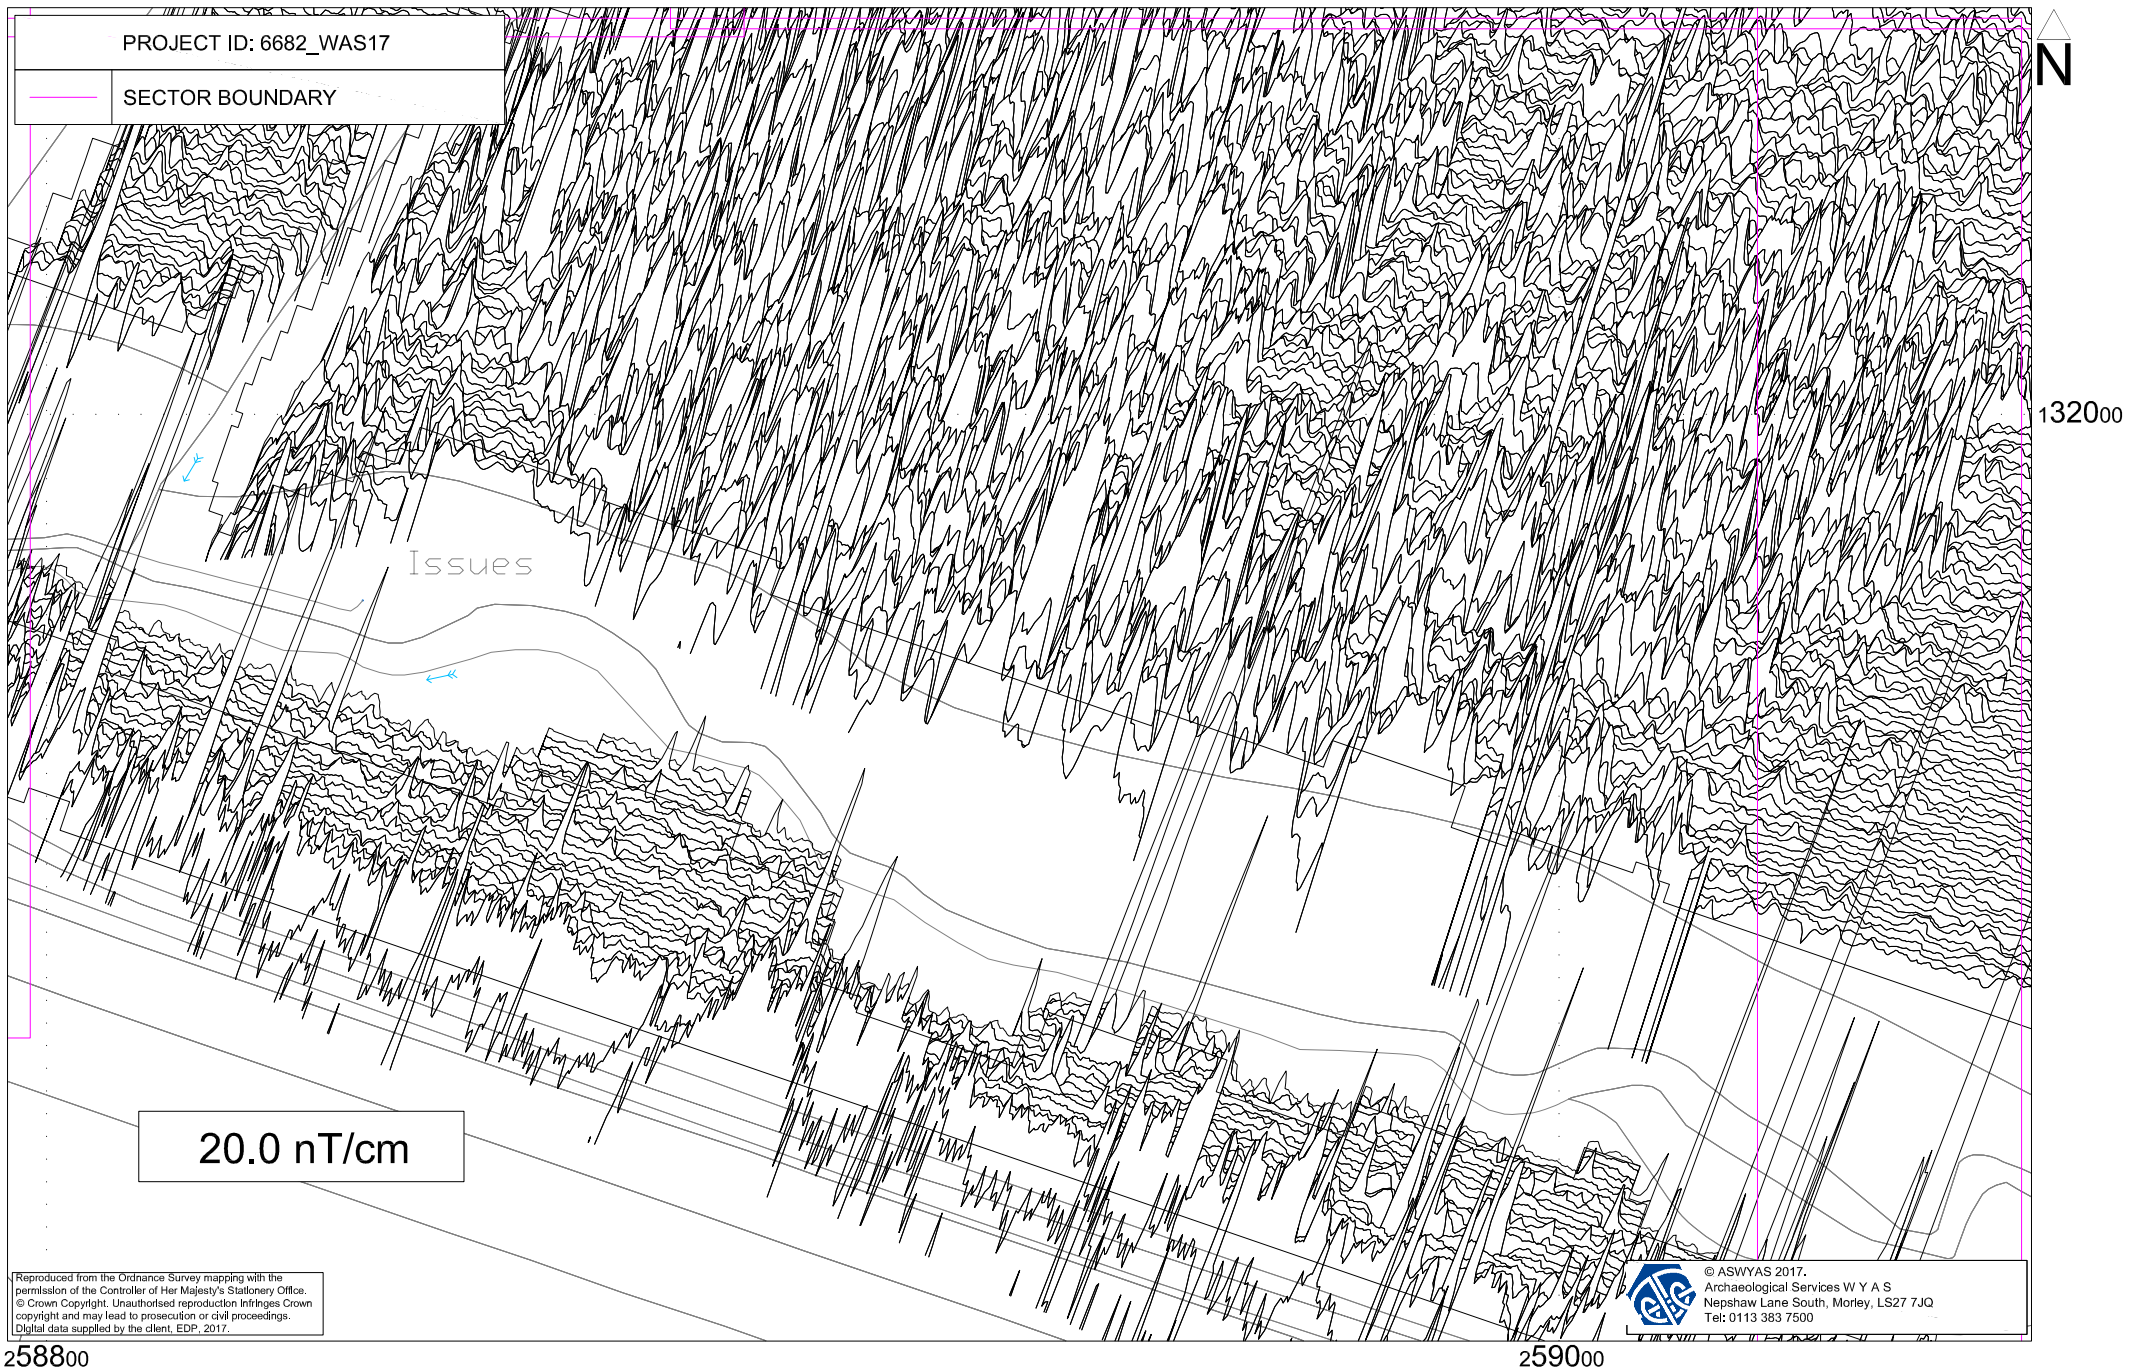 PROJECT ID: 6682_WAS17
SECTOR BOUNDARY
N
13200
Issues
20.0 nT/cm
Reproduced from the Ordnance Survey mapping with the
permission of the Controller of Her Majesty's Stationery Office.
© Crown Copyright. Unauthorised reproduction infringes Crown
copyright and may lead to prosecution or civil proceedings.
Digital data supplied by the client, EDP, 2017.
© ASWYAS 2017.
Archaeological Services W Y A S
Nepshaw Lane South, Morley, LS27 7JQ
Tel: 0113 383 7500
258800
259000